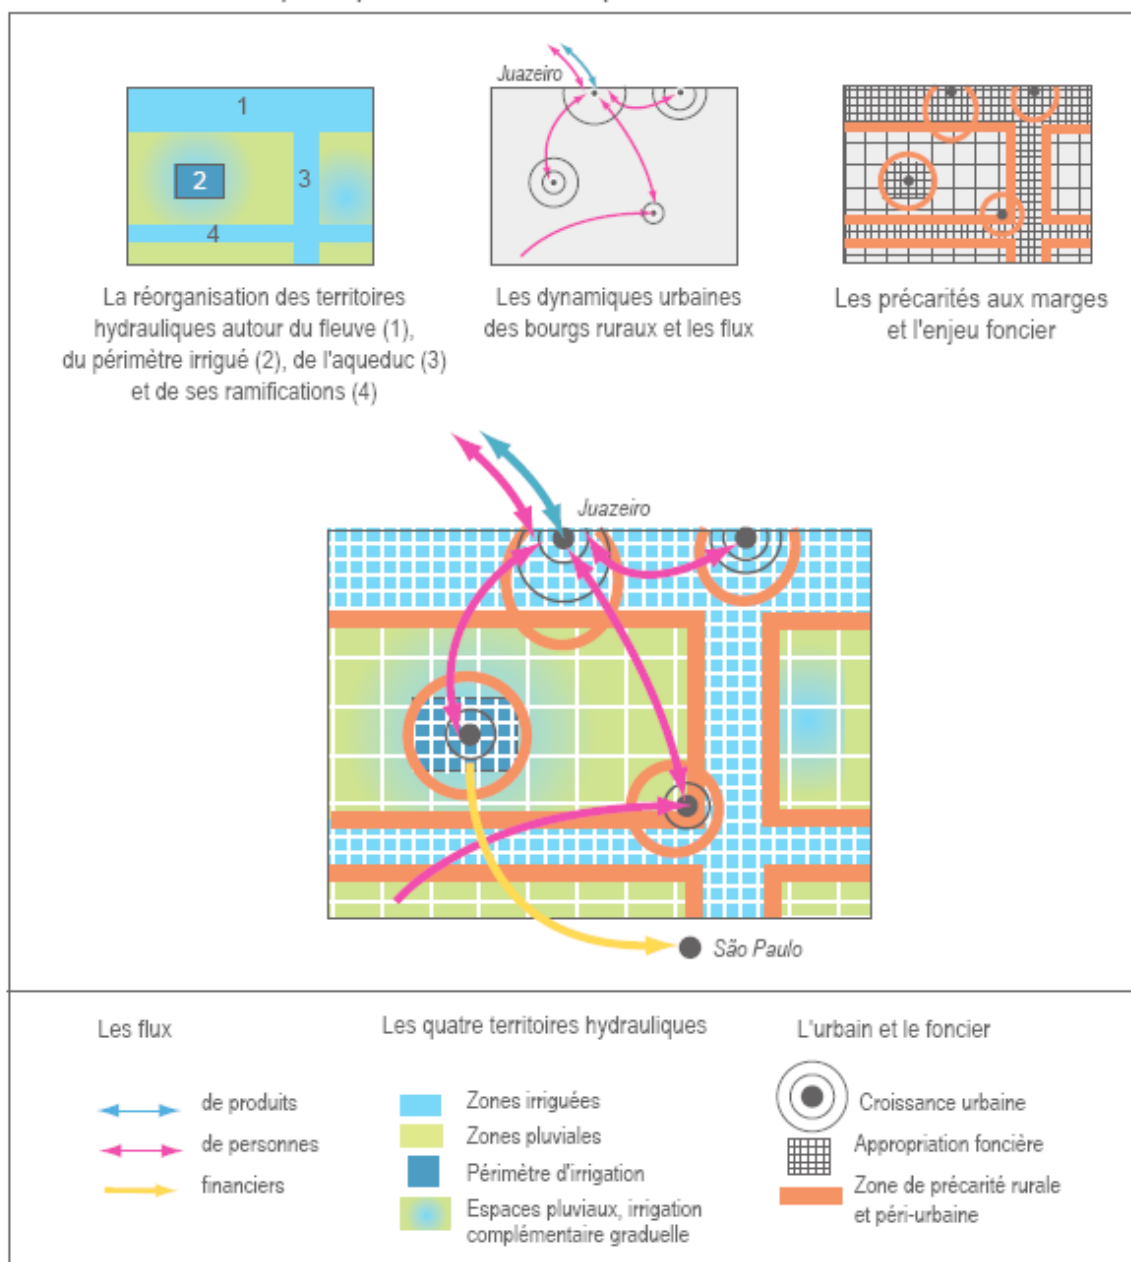 Juazeiro
1
2
3
4
La réorganisation des territoires
hydrauliques autour du fleuve (1),
du périmètre irrigué (2), de l'aqueduc (3)
et de ses ramifications (4)
Les dynamiques urbaines
des bourgs ruraux et les flux
Les précarités aux marges
et l'enjeu foncier
Juazeiro
São Paulo
Les flux
de produits
de personnes
financiers
Les quatre territoires hydrauliques
Zones irriguées
Zones pluviales
Périmètre d'irrigation
Espaces pluviaux, irrigation
complémentaire graduelle
L'urbain et le foncier
Croissance urbaine
Appropriation foncière
Zone de précarité rurale
et péri-urbaine